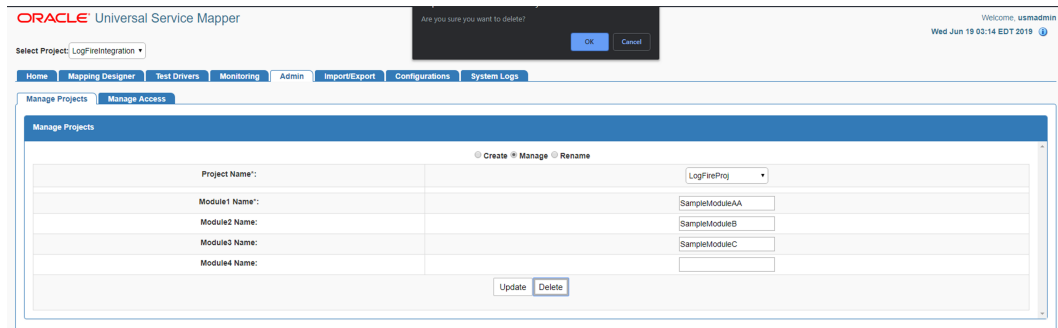 ORACLE® Universal Service Mapper
Are you sure you want to delete?
OK Cancel
Welcome, usmadmin
Wed Jun 19 03:14 EDT 2019
Select Project: LogFireIntegration
Home Mapping Designer Test Drivers Monitoring Admin Import/Export Configurations System Logs
Manage Projects Manage Access
Manage Projects
Create Manage Rename
Project Name*: LogFireProj
Module1 Name*: SampleModuleAA
Module2 Name: SampleModuleB
Module3 Name: SampleModuleC
Module4 Name:
Update Delete